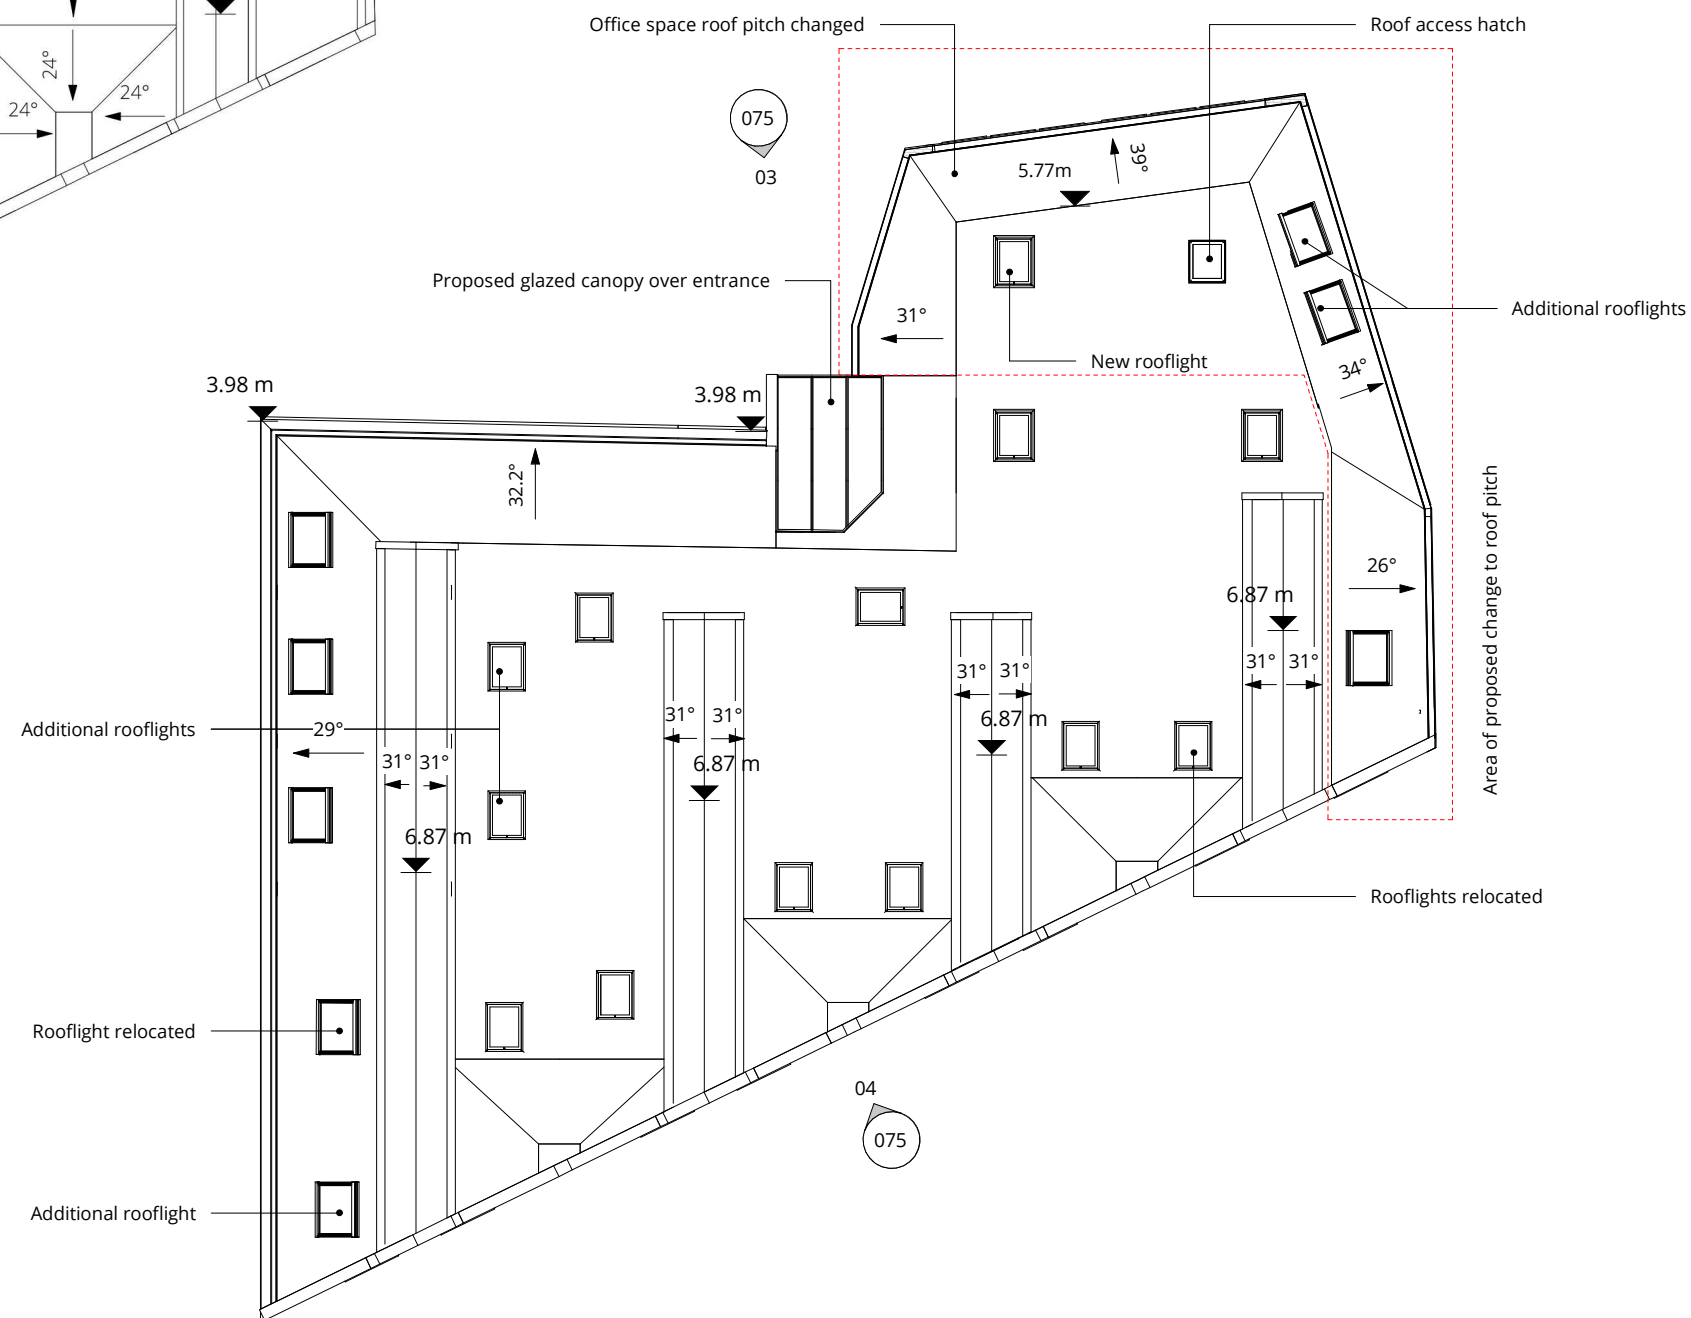 Office space roof pitch changed
Roof access hatch
24°
24°
24°
075
03
39°
5.77m
Proposed glazed canopy over entrance
31°
Additional rooflights
New rooflight
34°
3.98 m
3.98 m
32.2°
Area of proposed change to roof pitch
26°
6.87 m
31°
31°
31°
31°
6.87 m
31°
31°
6.87 m
Additional rooflights
29°
31°
31°
6.87 m
Rooflights relocated
Rooflight relocated
04
075
Additional rooflight